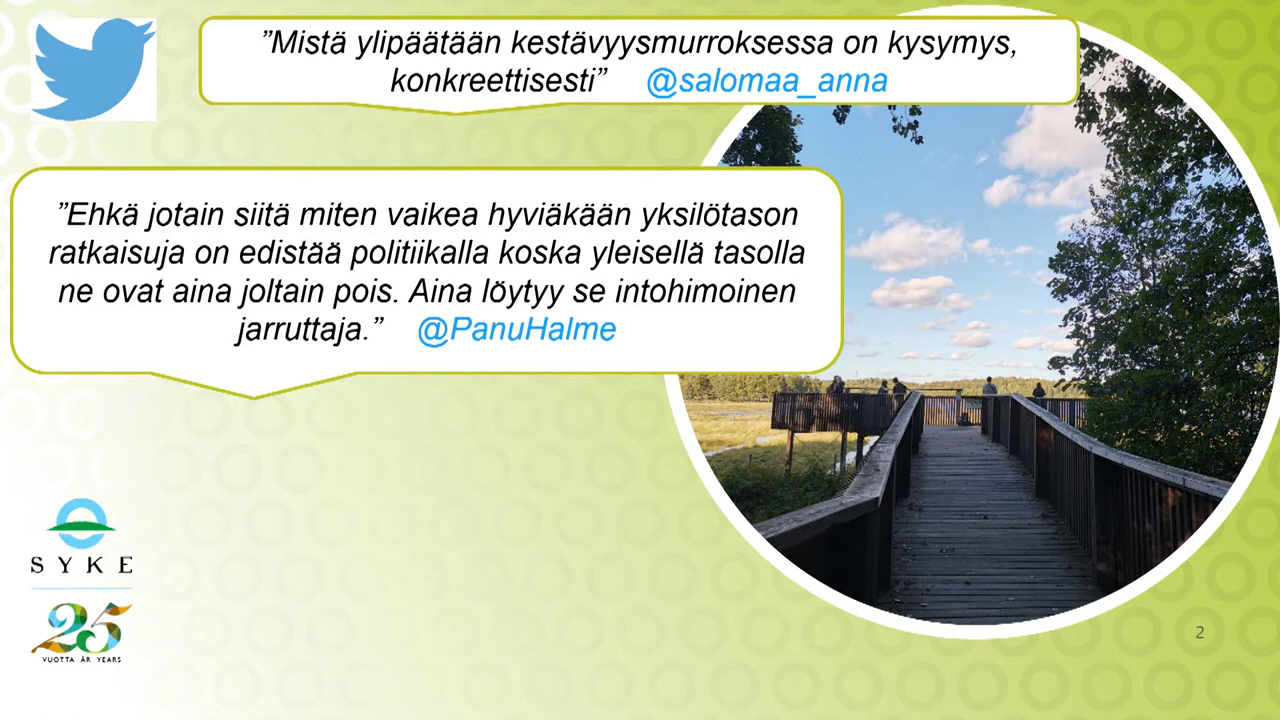 ”Mistä ylipäätään kestävyysmurroksessa on kysymys,
konkreettisesti” @salomaa_anna
”Ehkä jotain siitä miten vaikea hyviäkään yksilötason
ratkaisuja on edistää politiikalla koska yleisellä tasolla
ne ovat aina joltain pois. Aina löytyy se intohimoinen
jarruttaja.” @PanuHalme
SYKE
25
VUOTTA ÅR YEARS
2